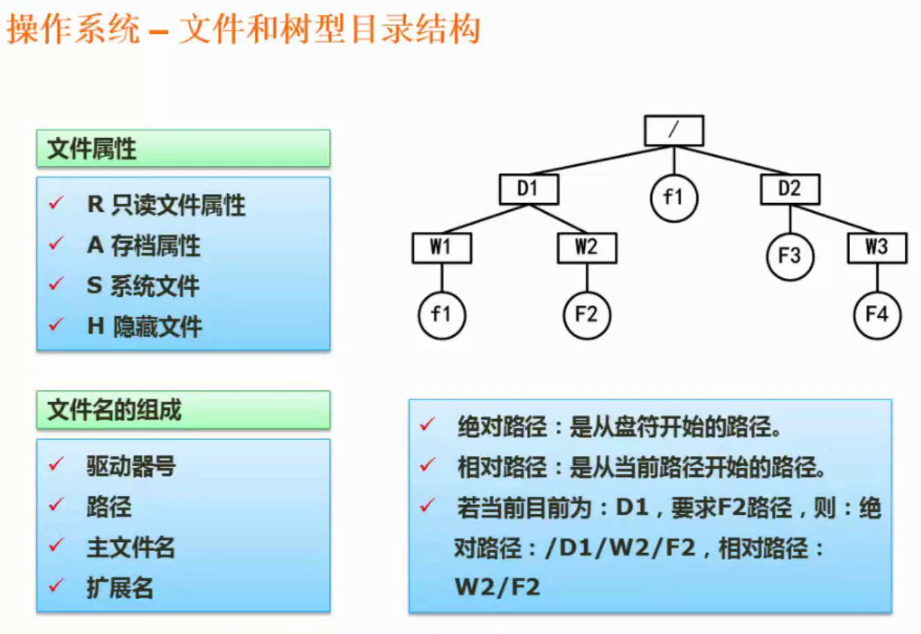 操作系统 – 文件和树型目录结构
文件属性
R 只读文件属性
A 存档属性
S 系统文件
H 隐藏文件
文件名的组成
驱动器号
路径
主文件名
扩展名
/
D1
f1
D2
W1
W2
F3
W3
f1
F2
F4
绝对路径：是从盘符开始的路径。
相对路径：是从当前路径开始的路径。
若当前目前为：D1，要求F2路径，则：绝
对路径：/D1/W2/F2，相对路径：
W2/F2